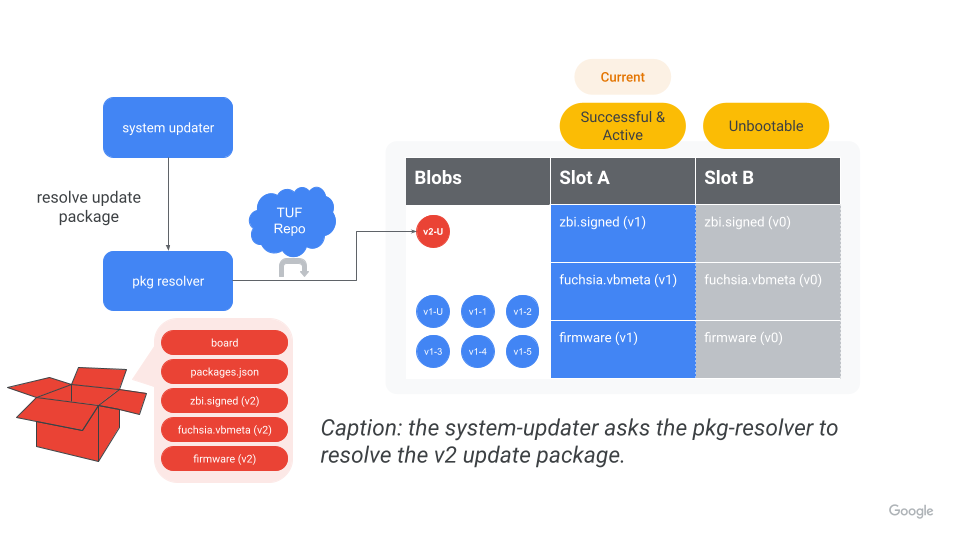 Current
Successful &
Active
Unbootable
system updater
resolve update
package
TUF
Repo
pkg resolver
Blobs
Slot A
Slot B
v2-U
zbi.signed (v1)
zbi.signed (v0)
fuchsia.vbmeta (v1)
fuchsia.vbmeta (v0)
v1-U
v1-1
v1-2
firmware (v1)
firmware (v0)
v1-3
v1-4
v1-5
board
packages.json
zbi.signed (v2)
fuchsia.vbmeta (v2)
firmware (v2)
Caption: the system-updater asks the pkg-resolver to
resolve the v2 update package.
Google